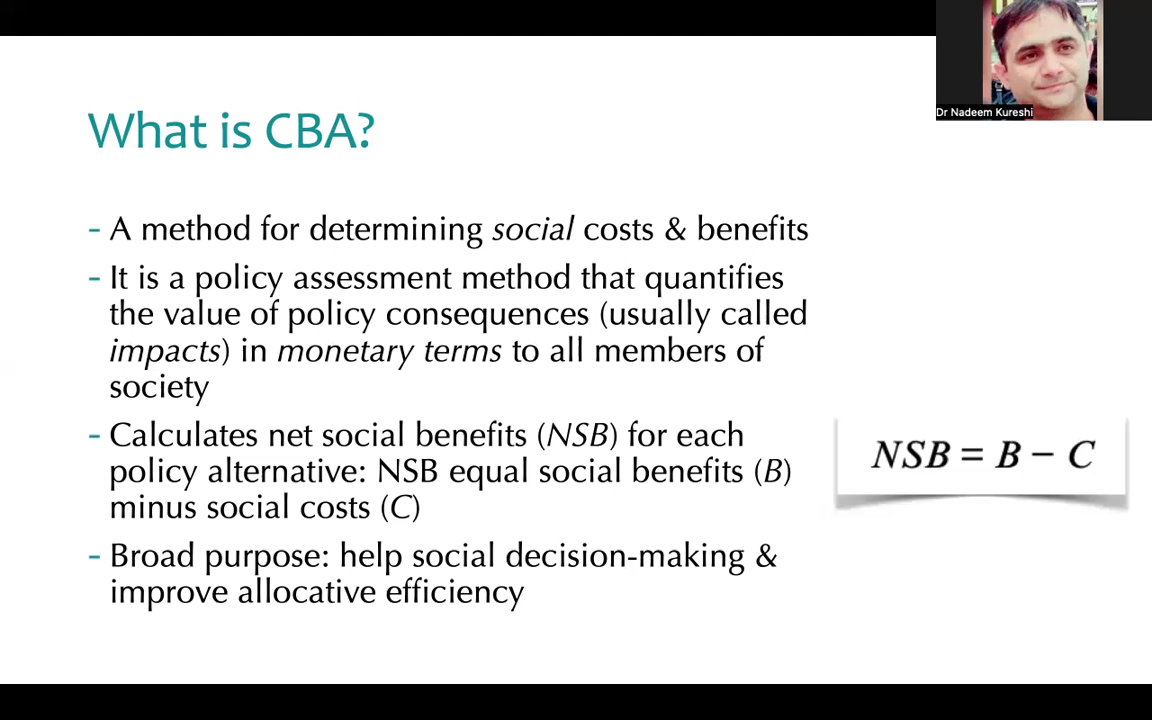 Dr Nadeem Kureshi
What is CBA?
- A method for determining social costs & benefits
- It is a policy assessment method that quantifies
the value of policy consequences (usually called
impacts) in monetary terms to all members of
society
- Calculates net social benefits (NSB) for each
policy alternative: NSB equal social benefits (B)
minus social costs (C)
NSB = B − C
- Broad purpose: help social decision-making &
improve allocative efficiency